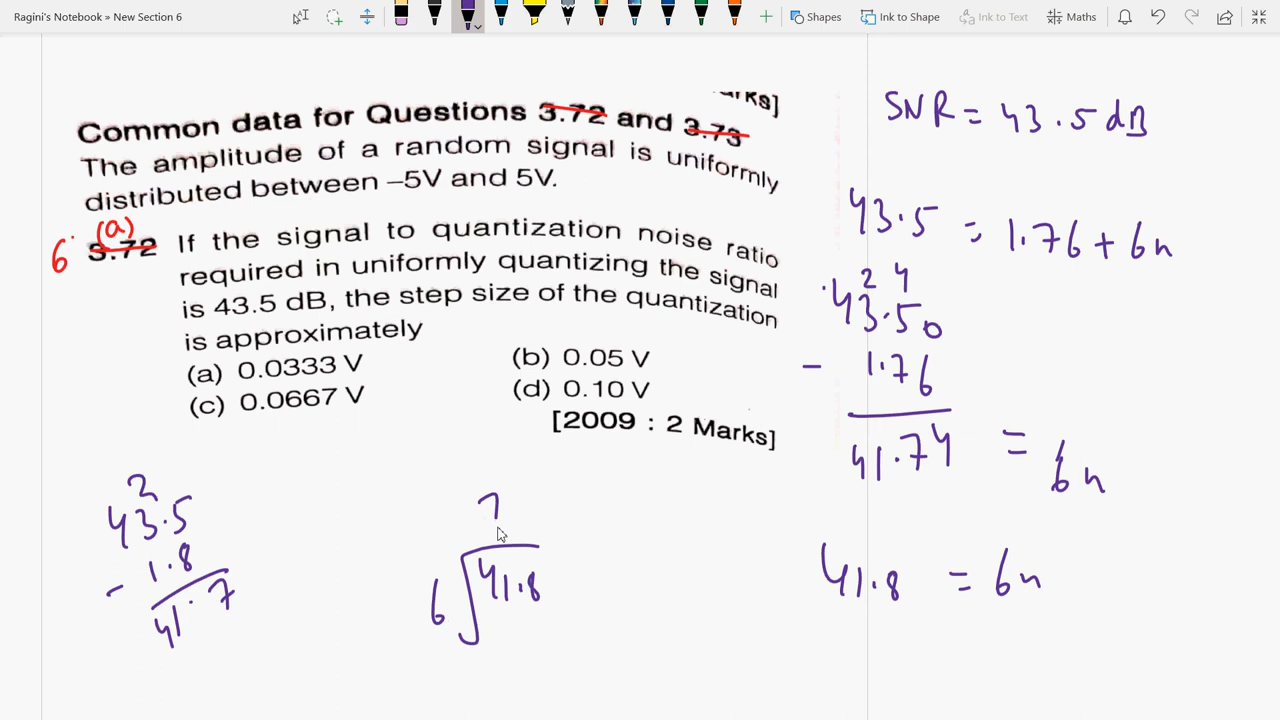 Ragini's Notebook » New Section 6
Shapes
Ink to Shape
Ink to Text
Maths
Common data for Questions 3.72 and 3.73
The amplitude of a random signal is uniformly
distributed between –5V and 5V.
6. (a)
3.72 If the signal to quantization noise ratio
required in uniformly quantizing the signal
is 43.5 dB, the step size of the quantization
is approximately
(a) 0.0333 V (b) 0.05 V
(c) 0.0667 V (d) 0.10 V
[2009 : 2 Marks]
SNR = 43.5 dB
43.5 = 1.76 + 6n
2 4
43.50
- 1.76
41.74 = 6n
41.8 = 6n
2
43.5
- 1.8
41.7
7
6 41.8